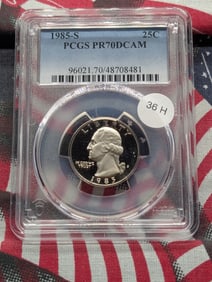 1985-S 25C
PCGS PR70DCAM
96021.70/48708481
36 H
LIBERTY
IN GOD
WE TRUST
1985